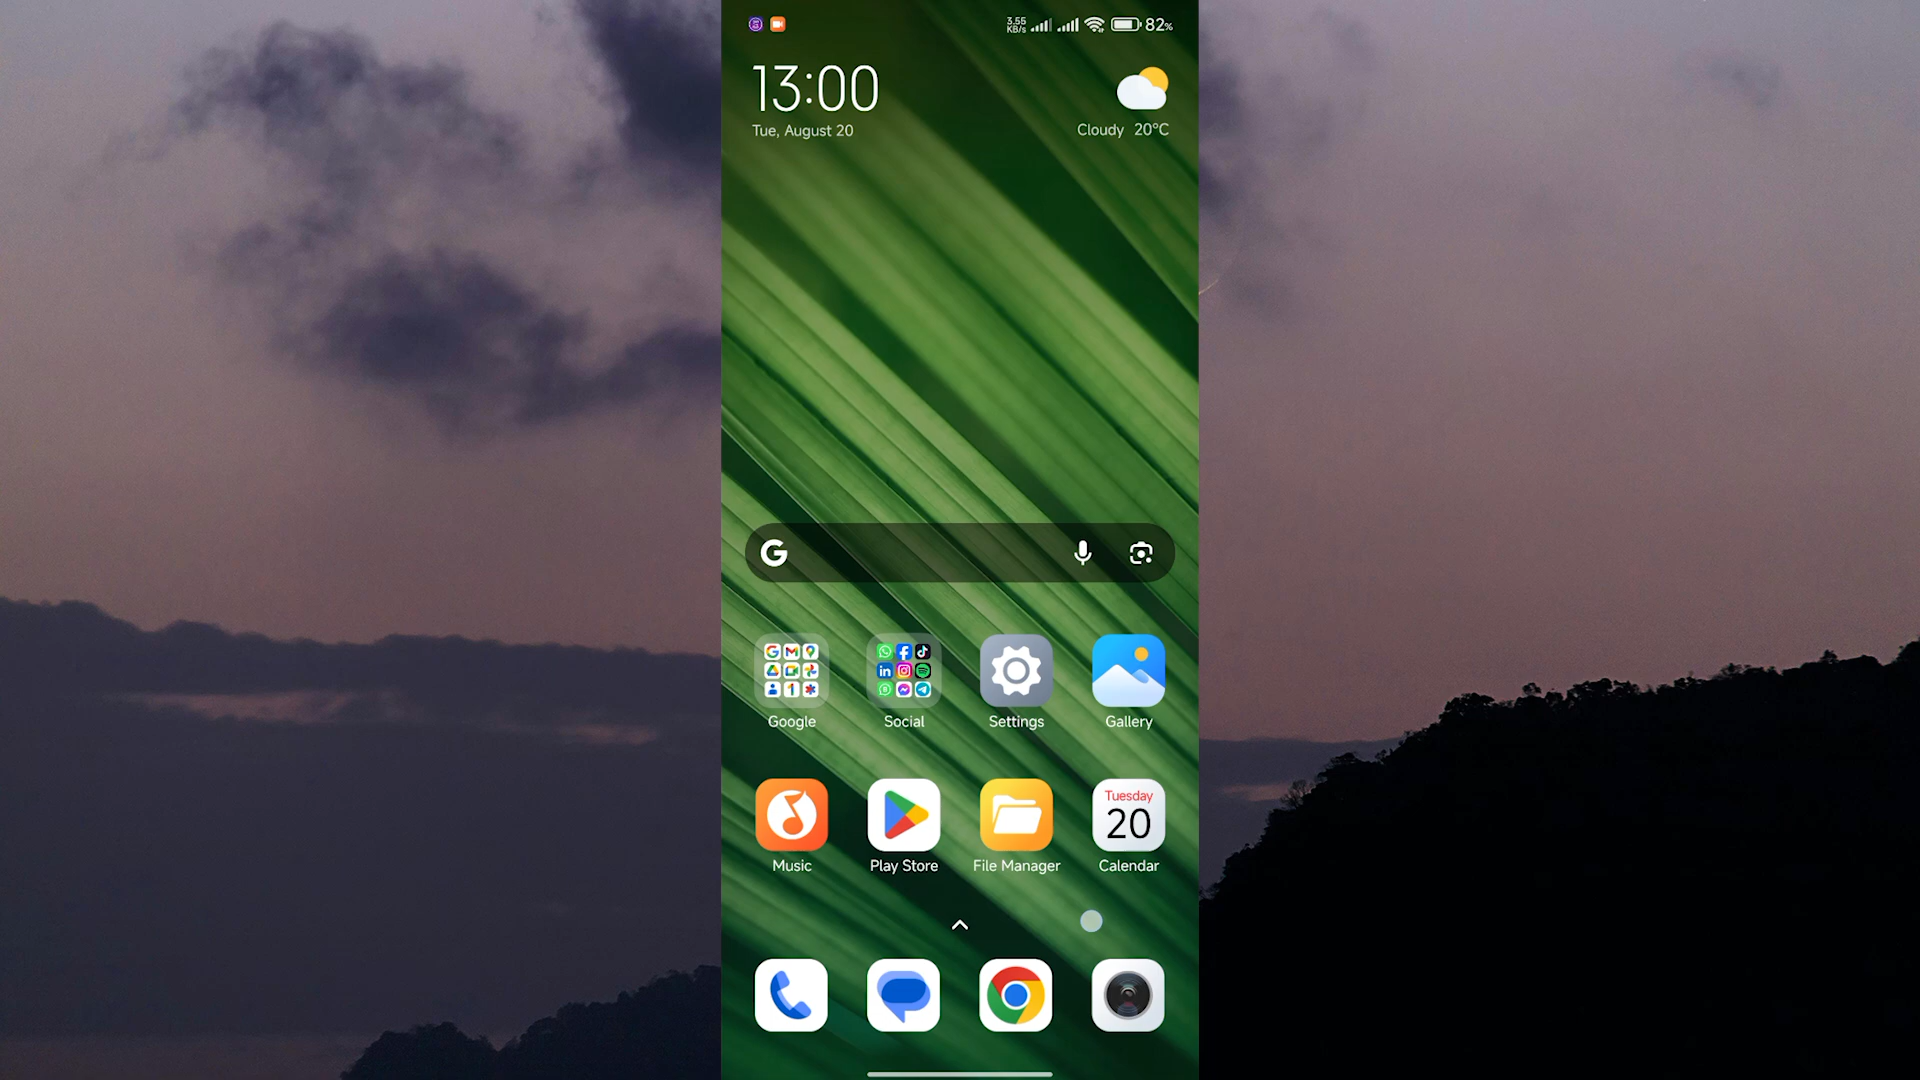 3.55
KB/s
82%
13:00
Tue, August 20
Cloudy 20°C
Google
Social
Settings
Gallery
Tuesday
20
Music
Play Store
File Manager
Calendar